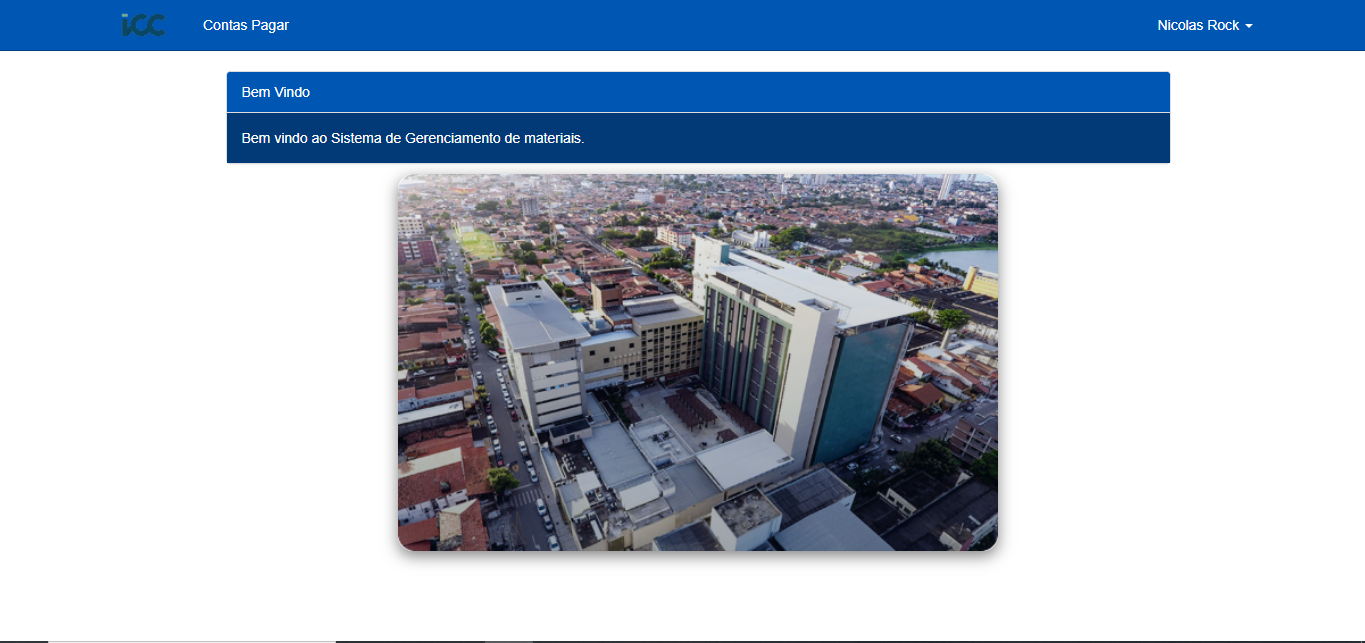 icc
Contas Pagar
Nicolas Rock
Bem Vindo
Bem vindo ao Sistema de Gerenciamento de materiais.